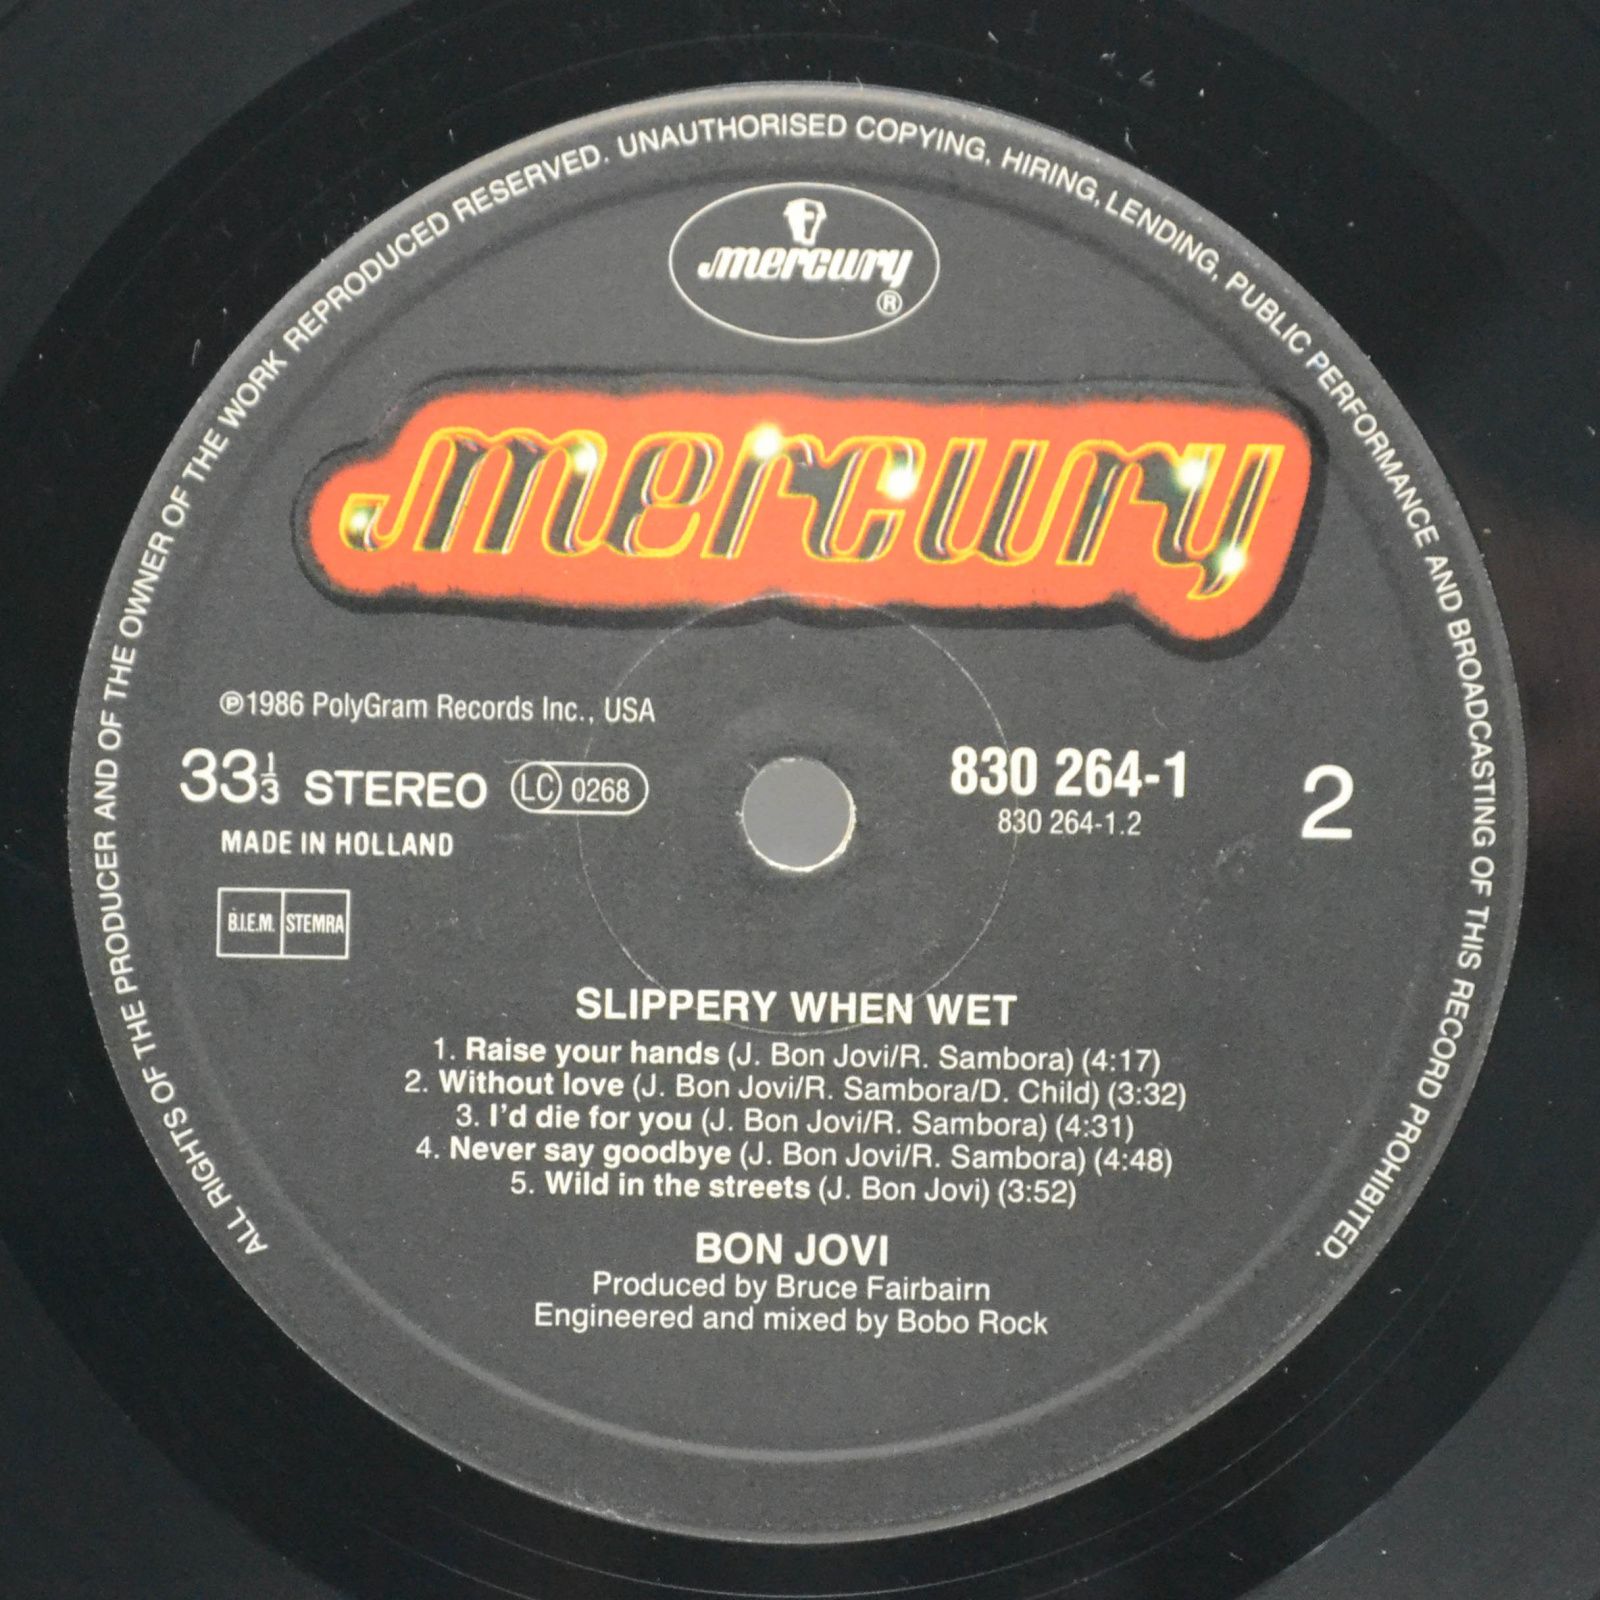 ALL RIGHTS OF THE PRODUCER AND OF THE OWNER OF THE WORK REPRODUCED RESERVED. UNAUTHORISED COPYING, HIRING, LENDING, PUBLIC PERFORMANCE AND BROADCASTING OF THIS RECORD PROHIBITED.
mercury
®
mercury
℗1986 PolyGram Records Inc., USA
33⅓ STEREO LC 0268
MADE IN HOLLAND
B.I.E.M. STEMRA
830 264-1
830 264-1.2
2
SLIPPERY WHEN WET
1. Raise your hands (J. Bon Jovi/R. Sambora) (4:17)
2. Without love (J. Bon Jovi/R. Sambora/D. Child) (3:32)
3. I'd die for you (J. Bon Jovi/R. Sambora) (4:31)
4. Never say goodbye (J. Bon Jovi/R. Sambora) (4:48)
5. Wild in the streets (J. Bon Jovi) (3:52)
BON JOVI
Produced by Bruce Fairbairn
Engineered and mixed by Bobo Rock